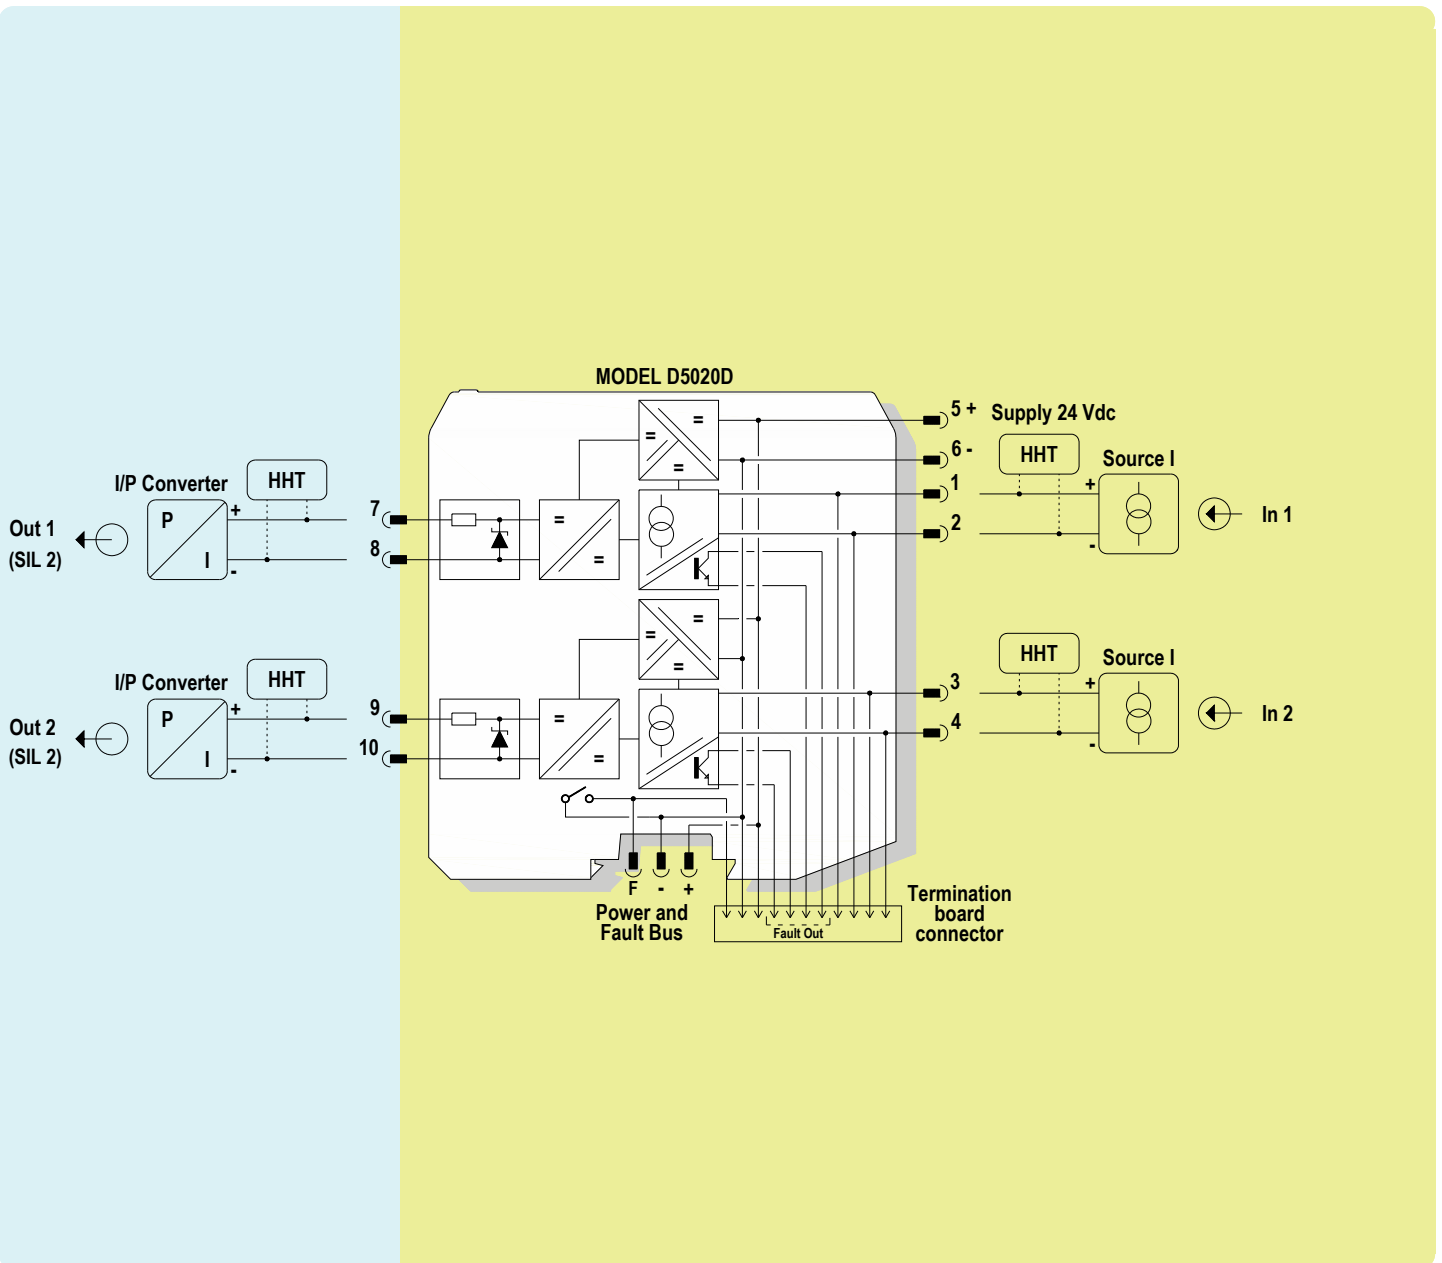 MODEL D5020D
5 +
Supply 24 Vdc
6 -
HHT
Source I
1
+
2
-
In 1
I/P Converter
HHT
P
I
+
-
7
8
Out 1
(SIL 2)
=
=
=
=
=
HHT
Source I
3
+
4
-
In 2
I/P Converter
HHT
P
I
+
-
9
10
Out 2
(SIL 2)
=
=
=
=
=
F
-
+
Power and
Fault Bus
Fault Out
Termination
board
connector